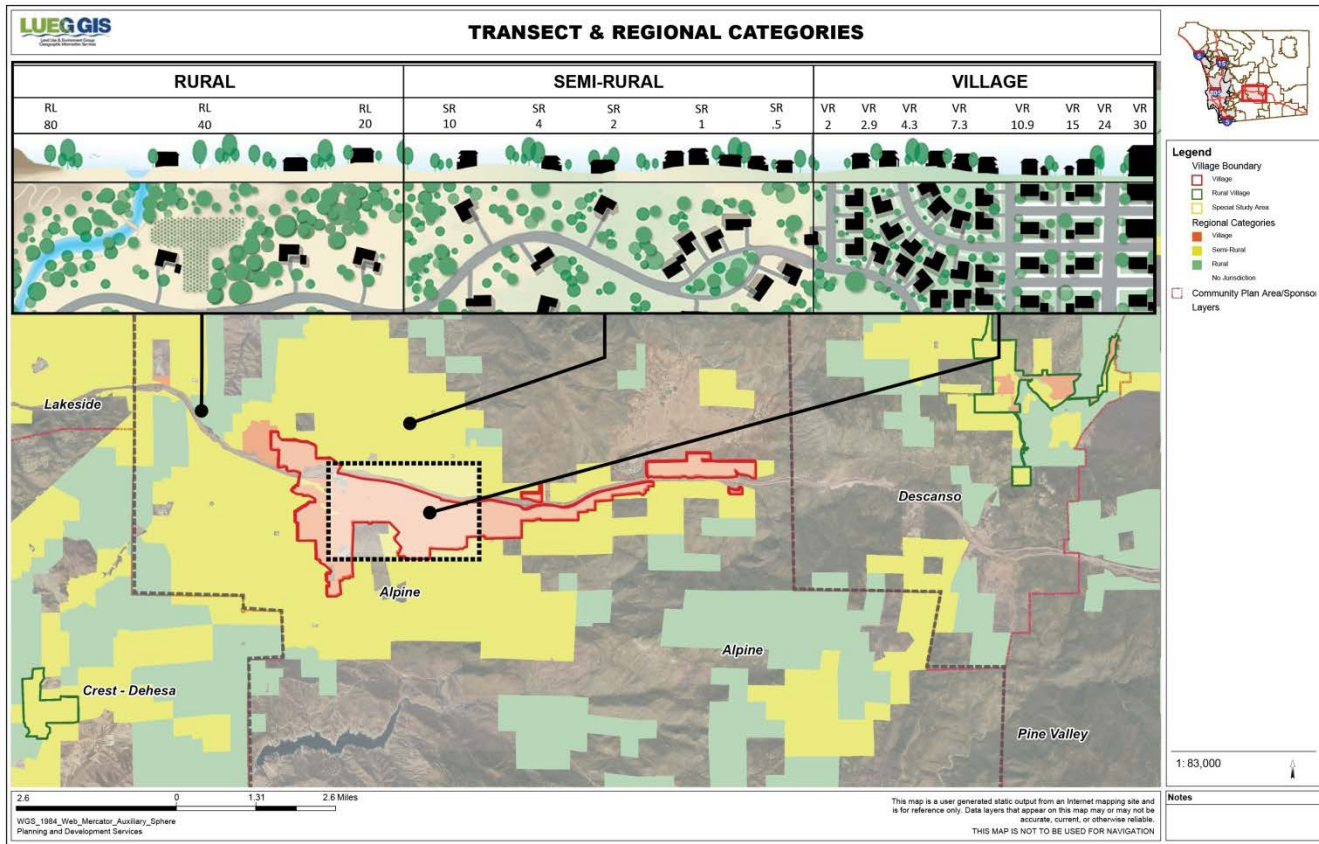 LUEG GIS
Land Use & Environment Group
Geographic Information Services
TRANSECT & REGIONAL CATEGORIES
RURAL
SEMI-RURAL
VILLAGE
RL RL RL SR SR SR SR SR VR VR VR VR VR VR VR VR
80 40 20 10 4 2 1 .5 2 2.9 4.3 7.3 10.9 15 24 30
Lakeside
Descanso
Alpine
Alpine
Crest - Dehesa
Pine Valley
Legend
Village Boundary
Village
Rural Village
Special Study Area
Regional Categories
Village
Semi-Rural
Rural
No Jurisdiction
Community Plan Area/Sponsor
Layers
1: 83,000
2.6 0 1.31 2.6 Miles
WGS_1984_Web_Mercator_Auxiliary_Sphere
Planning and Development Services
This map is a user generated static output from an Internet mapping site and
is for reference only. Data layers that appear on this map may or may not be
accurate, current, or otherwise reliable.
THIS MAP IS NOT TO BE USED FOR NAVIGATION
Notes